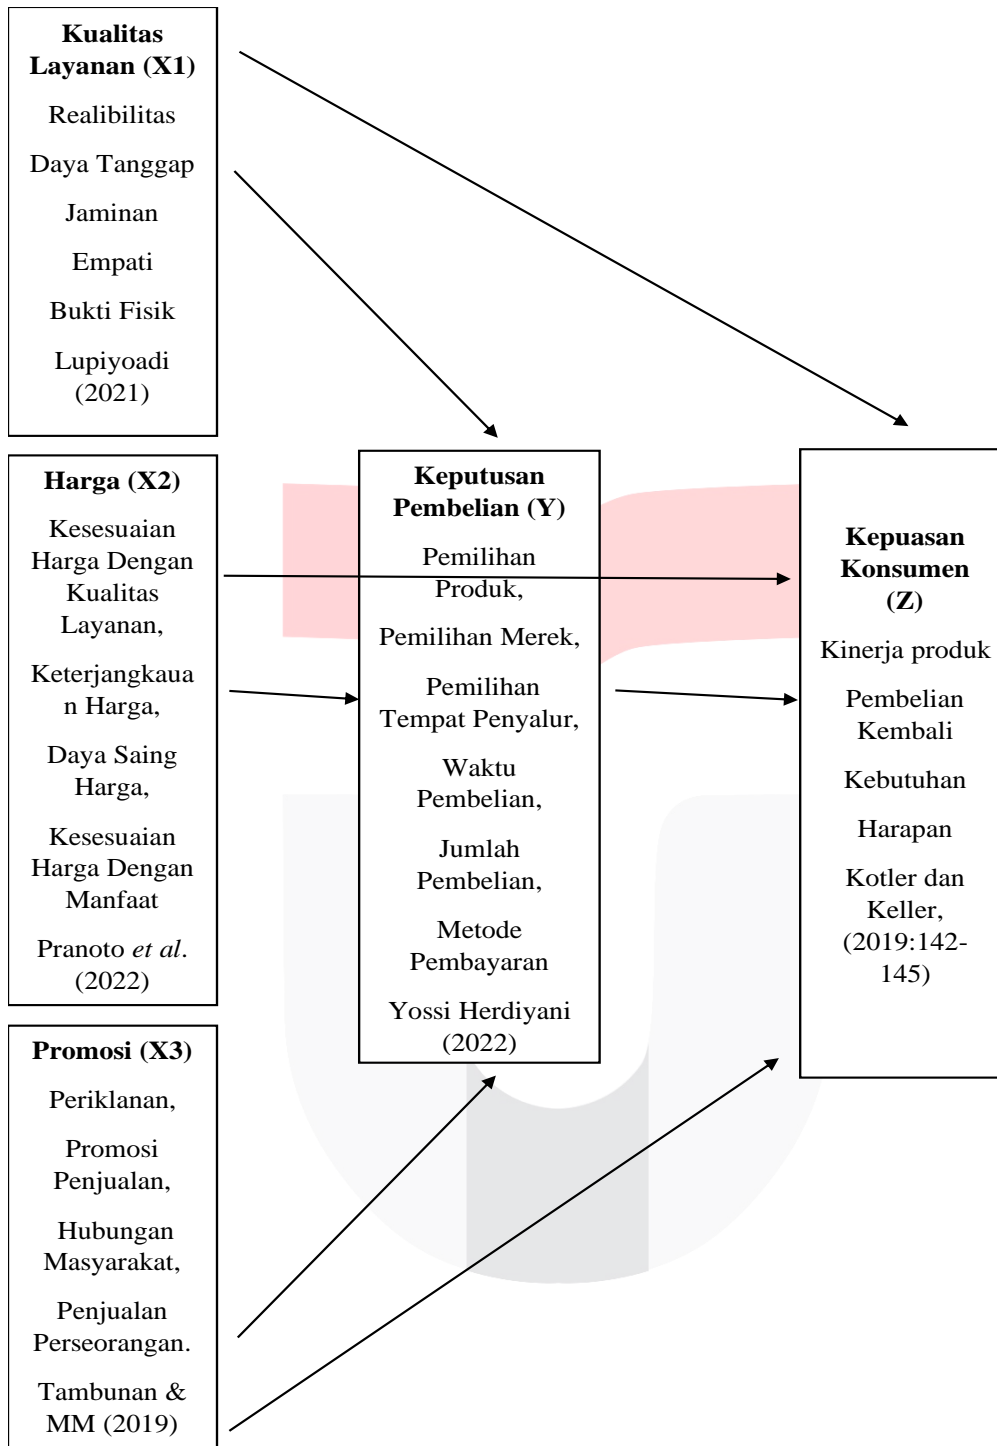 Kualitas
Layanan (X1)
Realibilitas
Daya Tanggap
Jaminan
Empati
Bukti Fisik
Lupiyoadi
(2021)
Harga (X2)
Kesesuaian
Harga Dengan
Kualitas
Layanan,
Keterjangkaua
n Harga,
Daya Saing
Harga,
Kesesuaian
Harga Dengan
Manfaat
Pranoto et al.
(2022)
Promosi (X3)
Periklanan,
Promosi
Penjualan,
Hubungan
Masyarakat,
Penjualan
Perseorangan.
Tambunan &
MM (2019)
Keputusan
Pembelian (Y)
Pemilihan
Produk,
Pemilihan Merek,
Pemilihan
Tempat Penyalur,
Waktu
Pembelian,
Jumlah
Pembelian,
Metode
Pembayaran
Yossi Herdiyani
(2022)
Kepuasan
Konsumen
(Z)
Kinerja produk
Pembelian
Kembali
Kebutuhan
Harapan
Kotler dan
Keller,
(2019:142-
145)